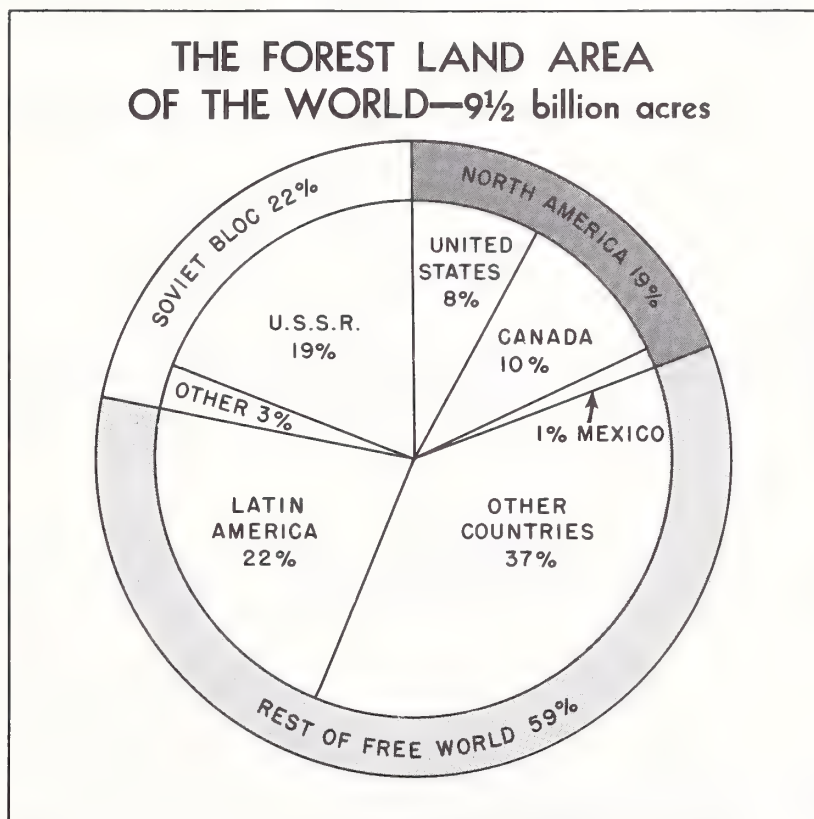 THE FOREST LAND AREA
OF THE WORLD—9½ billion acres
SOVIET BLOC 22%
NORTH AMERICA 19%
UNITED
STATES
8%
U.S.S.R.
19%
CANADA
10%
OTHER 3%
1% MEXICO
LATIN
AMERICA
22%
OTHER
COUNTRIES
37%
REST OF FREE WORLD 59%